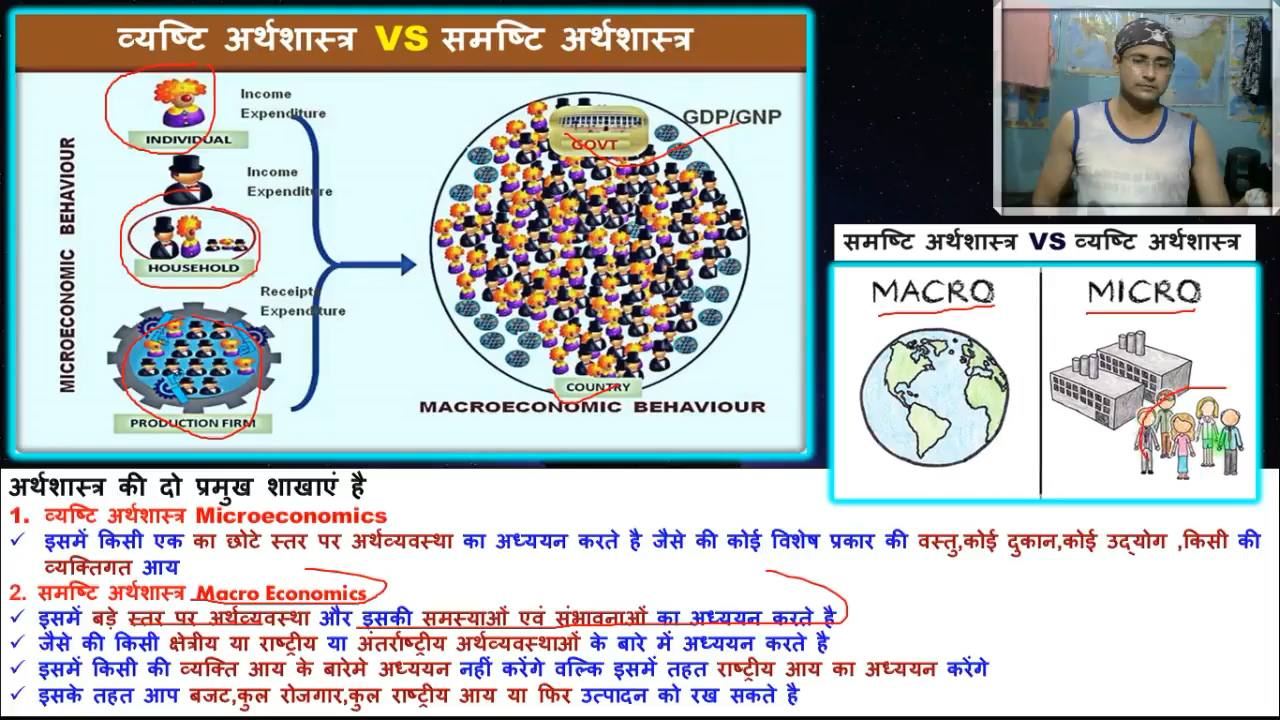 व्यष्टि अर्थशास्त्र VS समष्टि अर्थशास्त्र
MICROECONOMIC BEHAVIOUR
Income
Expenditure
INDIVIDUAL
Income
Expenditure
HOUSEHOLD
Receipts
Expenditure
PRODUCTION FIRM
GOVT
GDP/GNP
COUNTRY
MACROECONOMIC BEHAVIOUR
समष्टि अर्थशास्त्र VS व्यष्टि अर्थशास्त्र
MACRO
MICRO
अर्थशास्त्र की दो प्रमुख शाखाएं है
1. व्यष्टि अर्थशास्त्र Microeconomics
✓ इसमें किसी एक का छोटे स्तर पर अर्थव्यवस्था का अध्ययन करते है जैसे की कोई विशेष प्रकार की वस्तु,कोई दुकान,कोई उद्योग ,किसी की
व्यक्तिगत आय
2. समष्टि अर्थशास्त्र Macro Economics
✓ इसमें बड़े स्तर पर अर्थव्यवस्था और इसकी समस्याओं एवं संभावनाओं का अध्ययन करते है
✓ जैसे की किसी क्षेत्रीय या राष्ट्रीय या अंतर्राष्ट्रीय अर्थव्यवस्थाओं के बारे में अध्ययन करते है
✓ इसमें किसी की व्यक्ति आय के बारेमे अध्ययन नहीं करेंगे वल्कि इसमें तहत राष्ट्रीय आय का अध्ययन करेंगे
✓ इसके तहत आप बजट,कुल रोजगार,कुल राष्ट्रीय आय या फिर उत्पादन को रख सकते है